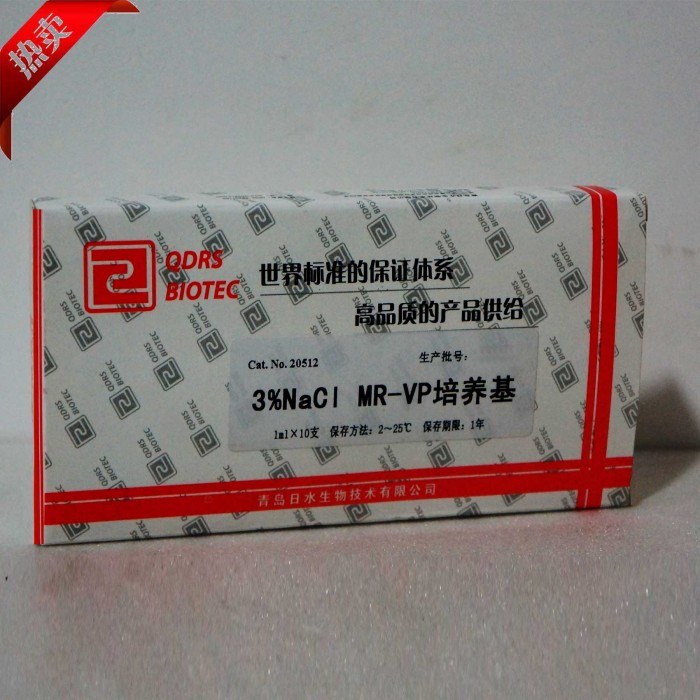 热卖
QDRS
BIOTEC
世界标准的保证体系
高品质的产品供给
Cat. No. 20512
生产批号:
3%NaCl MR-VP培养基
1ml×10支 保存方法: 2~25℃ 保存期限: 1年
青岛日水生物技术有限公司